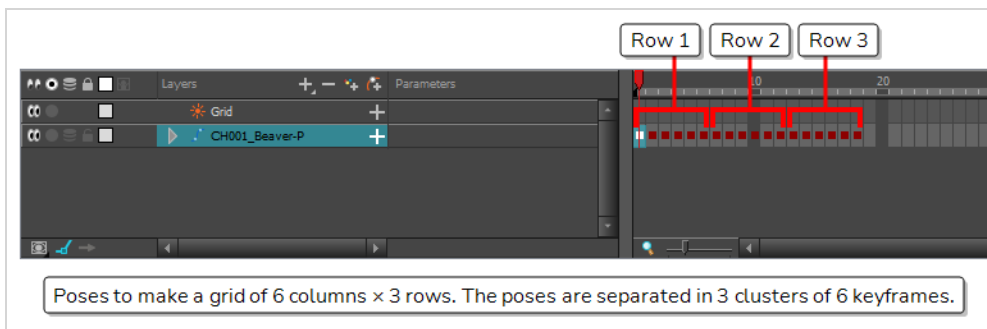 Row 1 Row 2 Row 3
Layers Parameters 10 20
Grid
CH001_Beaver-P
Poses to make a grid of 6 columns × 3 rows. The poses are separated in 3 clusters of 6 keyframes.